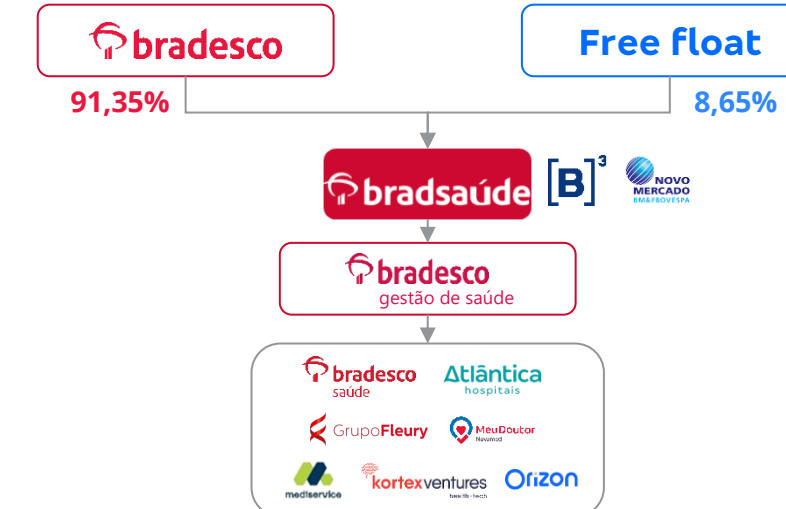 bradesco
Free float
91,35%
8,65%
bradsaúde
[B]³
NOVO
MERCADO
BM&FBOVESPA
bradesco
gestão de saúde
bradesco
saúde
Atlântica
hospitais
GrupoFleury
MeuDoutor
Novamed
mediservice
kortexventures
health-tech
Orizon